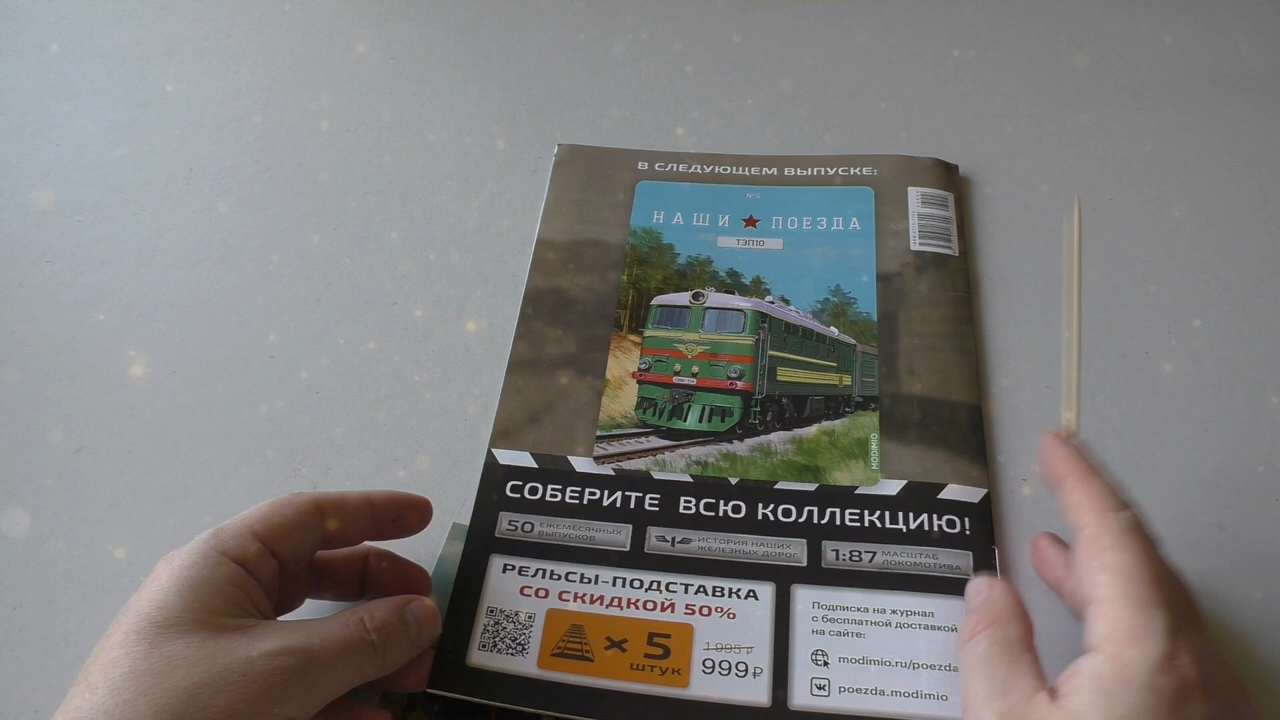 В СЛЕДУЮЩЕМ ВЫПУСКЕ:
№5
НАШИ ПОЕЗДА
ТЭП10
MODIMIO
СОБЕРИТЕ ВСЮ КОЛЛЕКЦИЮ!
50 ЕЖЕМЕСЯЧНЫХ ВЫПУСКОВ
ИСТОРИЯ НАШИХ ЖЕЛЕЗНЫХ ДОРОГ
1:87 МАСШТАБ ЛОКОМОТИВА
РЕЛЬСЫ-ПОДСТАВКА
СО СКИДКОЙ 50%
× 5
ШТУК
1 995 ₽
999 ₽
Подписка на журнал
с бесплатной доставкой
на сайте:
modimio.ru/poezda
poezda.modimio